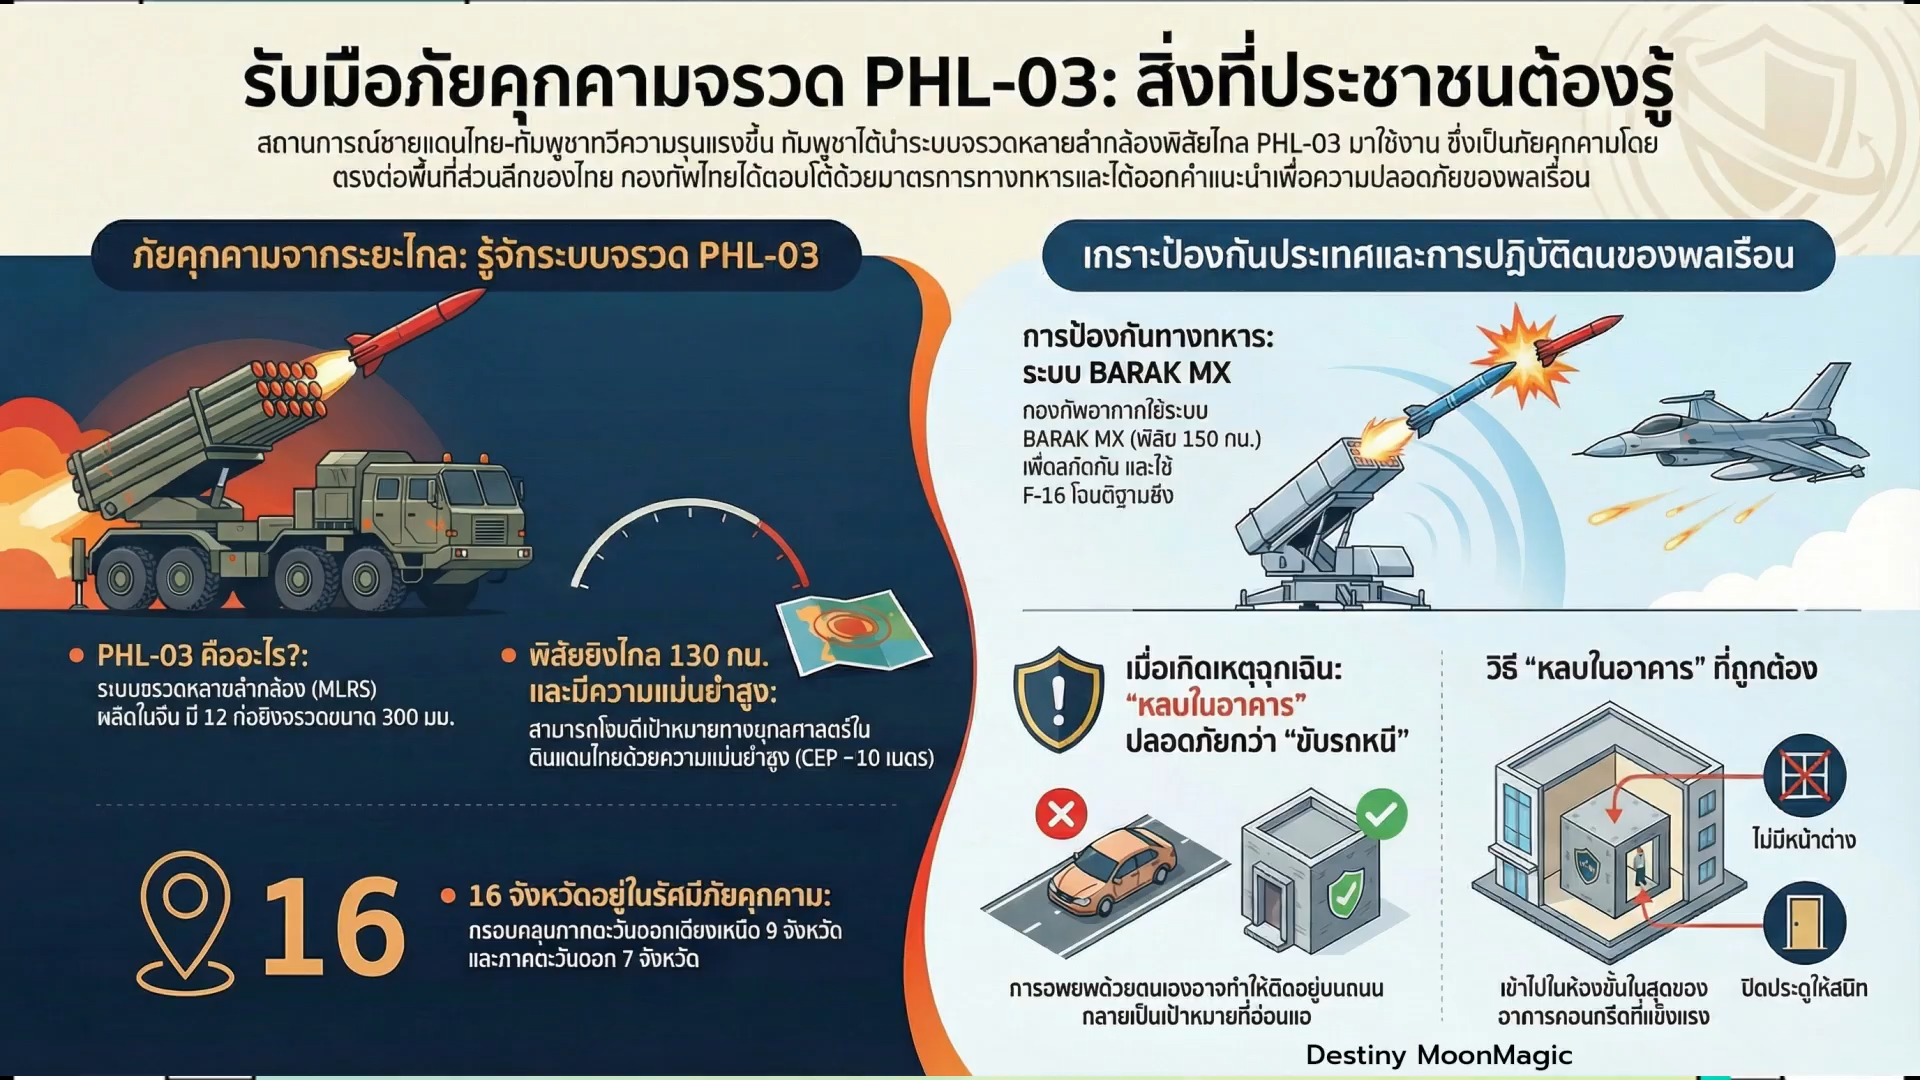 รับมือภัยคุกคามจรวด PHL-03: สิ่งที่ประชาชนต้องรู้
สถานการณ์ชายแดนไทย-ทัมพูชาทวีความรุนแรงขึ้น ทัมพูชาไต้นำระบบจรวดหลายลำกล้องพิสัยไกล PHL-03 มาใช้งาน ซึ่งเป็นภัยคุกคามโดย
ตรงต่อพื้นที่ส่วนลึกของไทย กองทัพไทยได้ตอบโต้ด้วยมาตรการทางทหารและไต้ออกคำแนะนำเพื่อความปลอดภัยของพลเรือน
ภัยคุกคามจากระยะไกล: รู้จักระบบจรวด PHL-03
PHL-03 คืออะไร?:
ระบบซรวดหลาขลำกล้อง (MLRS)
ผลืตในจีน มี 12 ก่อยิงจรวดขนาด 300 มม.
พิสัยยิงไกล 130 กน.
และมีความแม่นยำสูง:
สามารถโจมดีเป้าหมายทางยุกลศาลตร์ใน
ตินแดนไทยด้วยความแม่นยำซูง (CEP ~10 เนตร)
16
16 จังหวัดอยู่ในรัศมีภัยคุกคาม:
กรอบคลุนภากตะวันออกเดียงเหนือ 9 จังหวัด
และภาคตะวันออก 7 จังหวัด
เกราะป้องกันประเทศและการปฏิบัติตนของพลเรือน
การป้องกันทางทหาร:
ระบบ BARAK MX
กองกัพอากากใย้ระบบ
BARAK MX (พิลัย 150 กน.)
เพื่ดลกัดกัน และใช้
F-16 โจนติฐานซึ่ง
เมื่อเกิดเหตุฉุกเฉิน:
“หลบในอาคาร”
ปลอดภัยกว่า “ขับรถหนี”
การอพยพด้วยตนเองอาจทำให้ติดอยู่บนถนน
กลายเป็นเป้าหมายที่อ่อนแอ
วิธี “หลบในอาคาร” ที่ถูกต้อง
ไม่มีหน้าต่าง
เข้าไปในห้องขั้นในสุดของ
อาการคอนกรีตที่แข็งแรง
ปิดประตูให้สนิท
Destiny MoonMagic